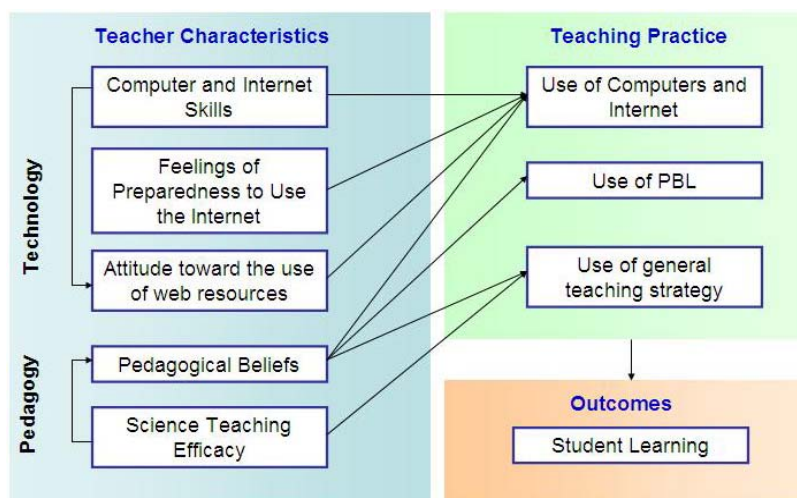 Teacher Characteristics
Technology
Computer and Internet
Skills
Feelings of
Preparedness to Use
the Internet
Attitude toward the use
of web resources
Pedagogy
Pedagogical Beliefs
Science Teaching
Efficacy
Teaching Practice
Use of Computers and
Internet
Use of PBL
Use of general
teaching strategy
Outcomes
Student Learning